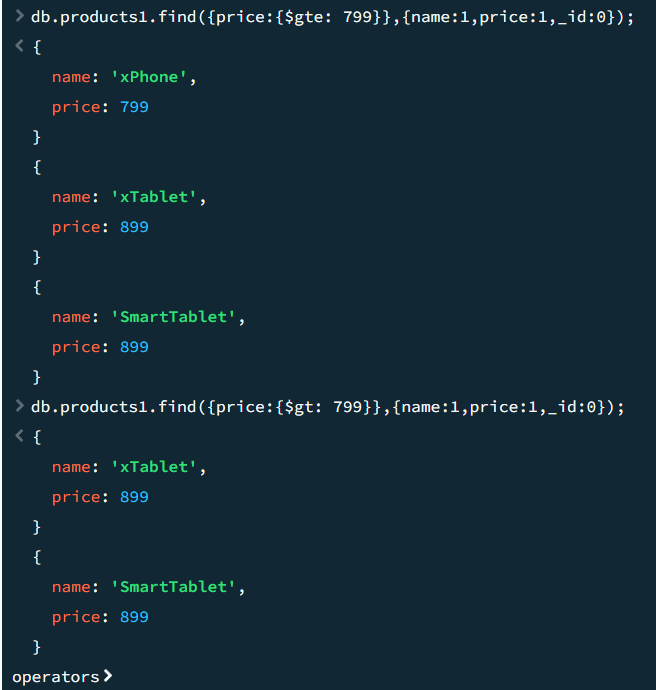 > db.products1.find({price:{$gte: 799}},{name:1,price:1,_id:0});
< {
name: 'xPhone',
price: 799
}
{
name: 'xTablet',
price: 899
}
{
name: 'SmartTablet',
price: 899
}
> db.products1.find({price:{$gt: 799}},{name:1,price:1,_id:0});
< {
name: 'xTablet',
price: 899
}
{
name: 'SmartTablet',
price: 899
}
operators>